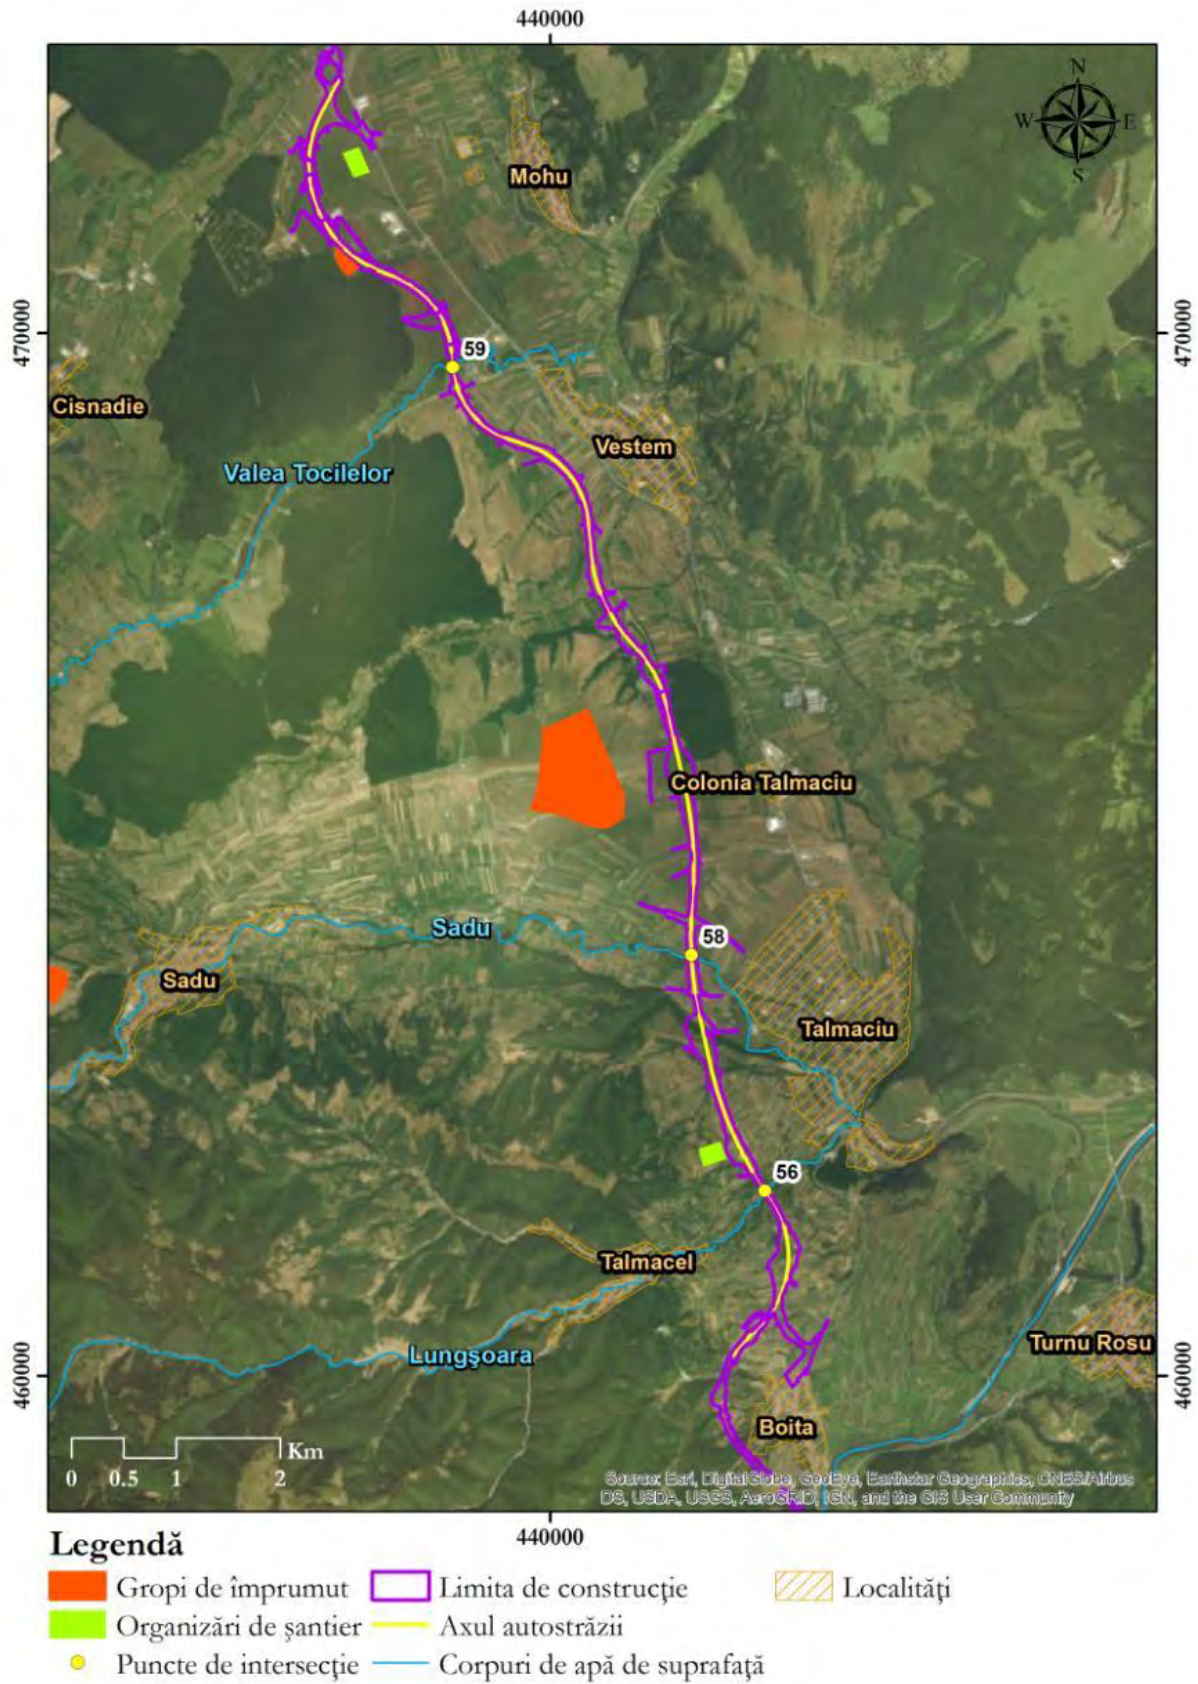 440000
N
W E
S
Mohu
470000
470000
59
Cisnadie
Vestem
Valea Tocilelor
Colonia Talmaciu
Sadu
58
Sadu
Talmaciu
56
Talmacel
Lungşoara
Turnu Rosu
460000
460000
Boita
Km
0 0.5 1 2
Source: Esri, DigitalGlobe, GeoEye, Earthstar Geographics, CNES/Airbus
DS, USDA, USGS, AeroGRID, IGN, and the GIS User Community
440000
Legendă
Gropi de împrumut Limita de construcţie Localităţi
Organizări de şantier Axul autostrăzii
Puncte de intersecţie Corpuri de apă de suprafaţă